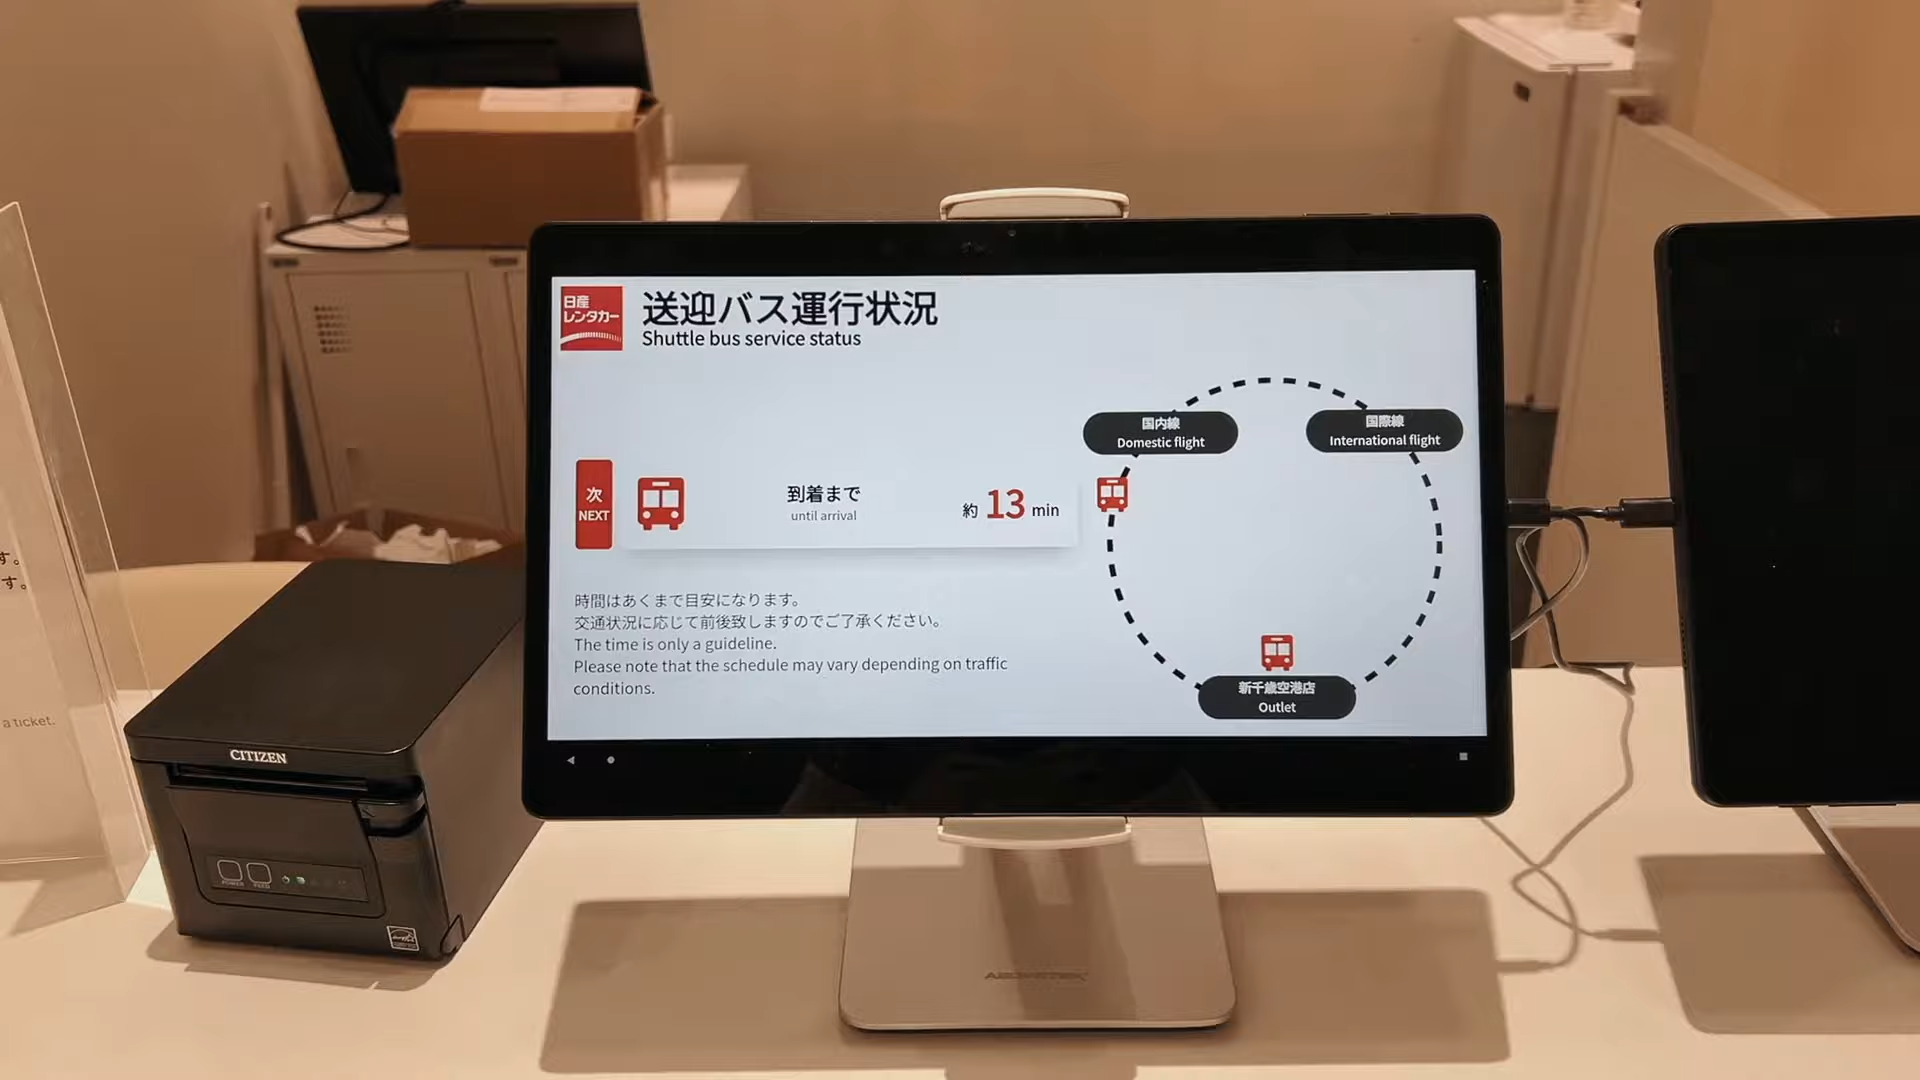 日産
レンタカー
送迎バス運行状況
Shuttle bus service status
国内線
Domestic flight
国際線
International flight
次
NEXT
到着まで
until arrival
約 13 min
時間はあくまで目安になります。
交通状況に応じて前後致しますのでご了承ください。
The time is only a guideline.
Please note that the schedule may vary depending on traffic
conditions.
新千歳空港店
Outlet
す。
す。
a ticket.
CITIZEN
POWER
FEED